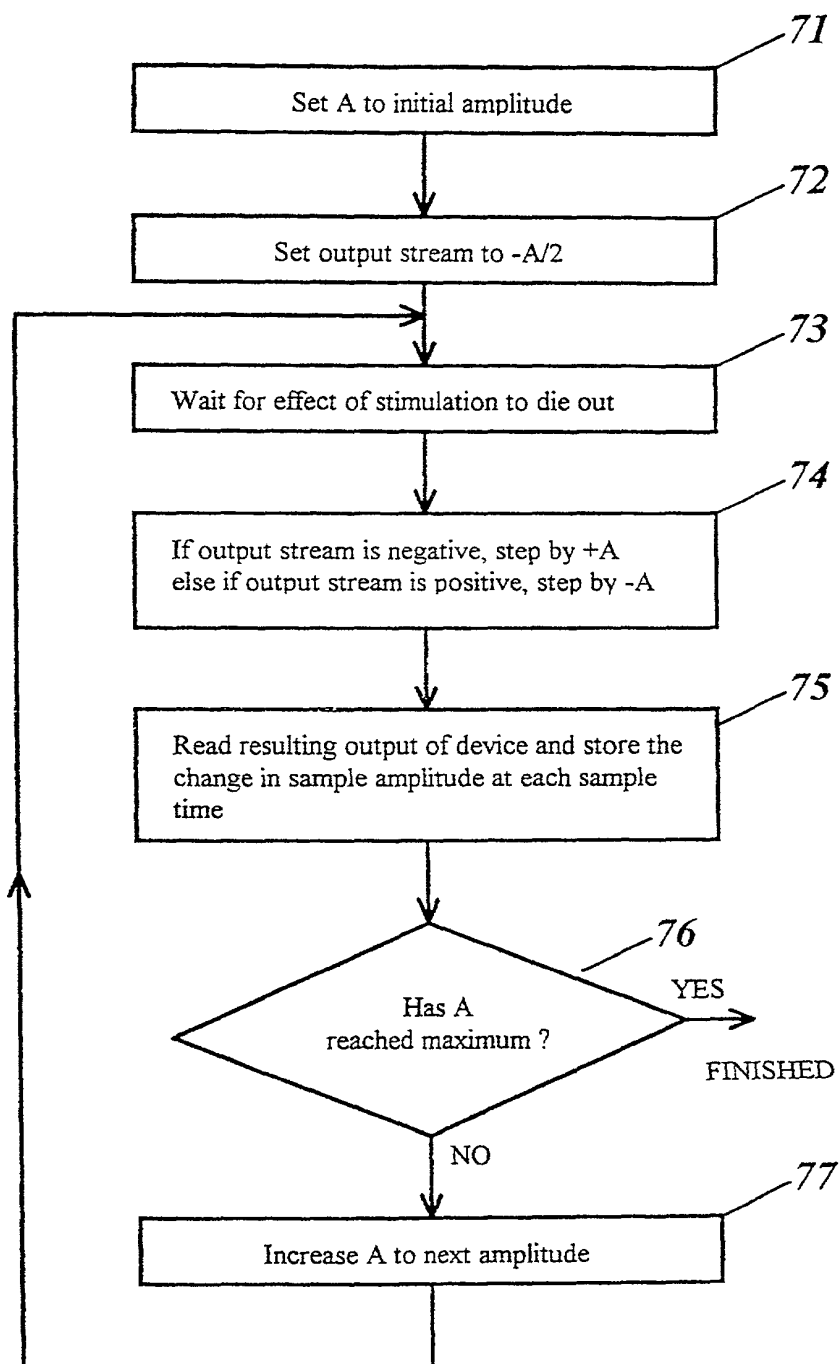 71
Set A to initial amplitude
72
Set output stream to -A/2
73
Wait for effect of stimulation to die out
74
If output stream is negative, step by +A
else if output stream is positive, step by -A
75
Read resulting output of device and store the
change in sample amplitude at each sample
time
76
Has A
reached maximum ?
YES
FINISHED
NO
77
Increase A to next amplitude